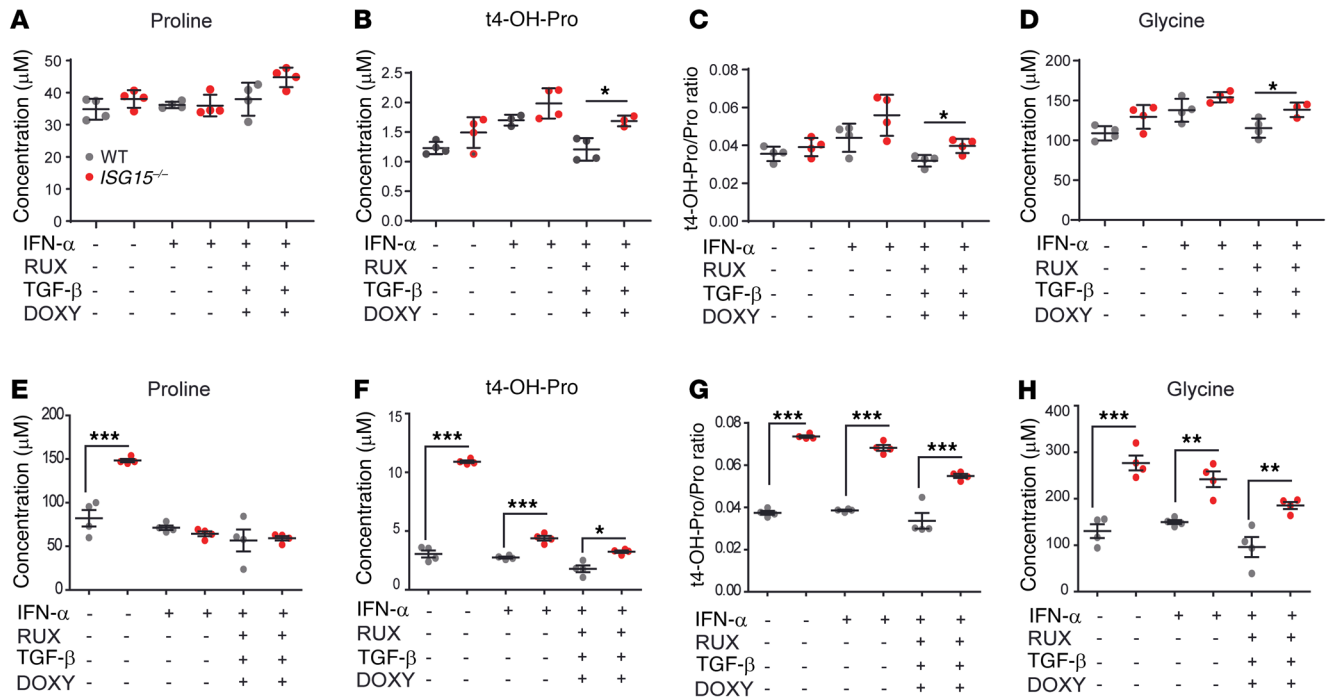 A Proline
Concentration (μM)
50
40
30
20
10
0
WT
ISG15⁻/⁻
IFN-α - - + + + +
RUX - - - - + +
TGF-β - - - - + +
DOXY - - - - + +
B t4-OH-Pro
Concentration (μM)
2.5
2.0
1.5
1.0
0.5
0.0
*
IFN-α - - + + + +
RUX - - - - + +
TGF-β - - - - + +
DOXY - - - - + +
C
t4-OH-Pro/Pro ratio
0.08
0.06
0.04
0.02
0.00
*
IFN-α - - + + + +
RUX - - - - + +
TGF-β - - - - + +
DOXY - - - - + +
D Glycine
Concentration (μM)
200
150
100
50
0
*
IFN-α - - + + + +
RUX - - - - + +
TGF-β - - - - + +
DOXY - - - - + +
E Proline
Concentration (μM)
200
150
100
50
0
***
IFN-α - - + + + +
RUX - - - - + +
TGF-β - - - - + +
DOXY - - - - + +
F t4-OH-Pro
Concentration (μM)
15
10
5
0
*** *** *
IFN-α - - + + + +
RUX - - - - + +
TGF-β - - - - + +
DOXY - - - - + +
G
t4-OH-Pro/Pro ratio
0.08
0.06
0.04
0.02
0.00
*** *** ***
IFN-α - - + + + +
RUX - - - - + +
TGF-β - - - - + +
DOXY - - - - + +
H Glycine
Concentration (μM)
400
300
200
100
0
*** ** **
IFN-α - - + + + +
RUX - - - - + +
TGF-β - - - - + +
DOXY - - - - + +